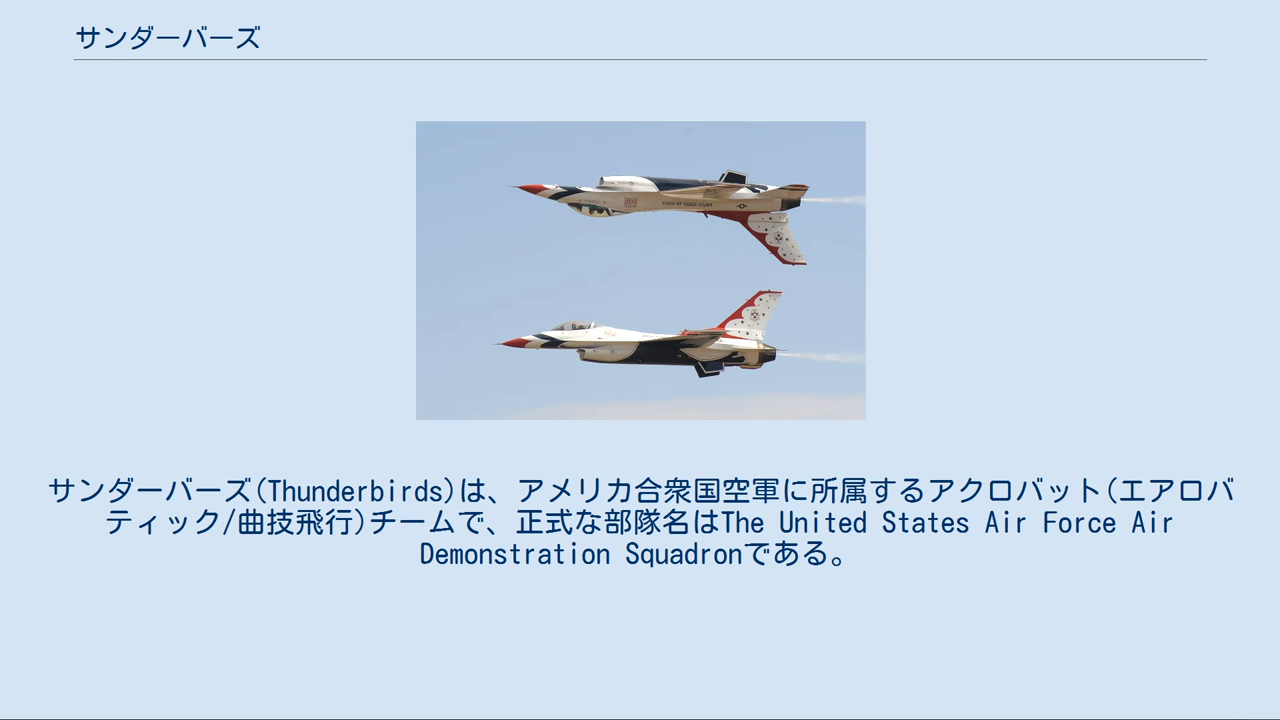 サンダーバーズ
サンダーバーズ(Thunderbirds)は、アメリカ合衆国空軍に所属するアクロバット(エアロバ
ティック/曲技飛行)チームで、正式な部隊名はThe United States Air Force Air
Demonstration Squadronである。